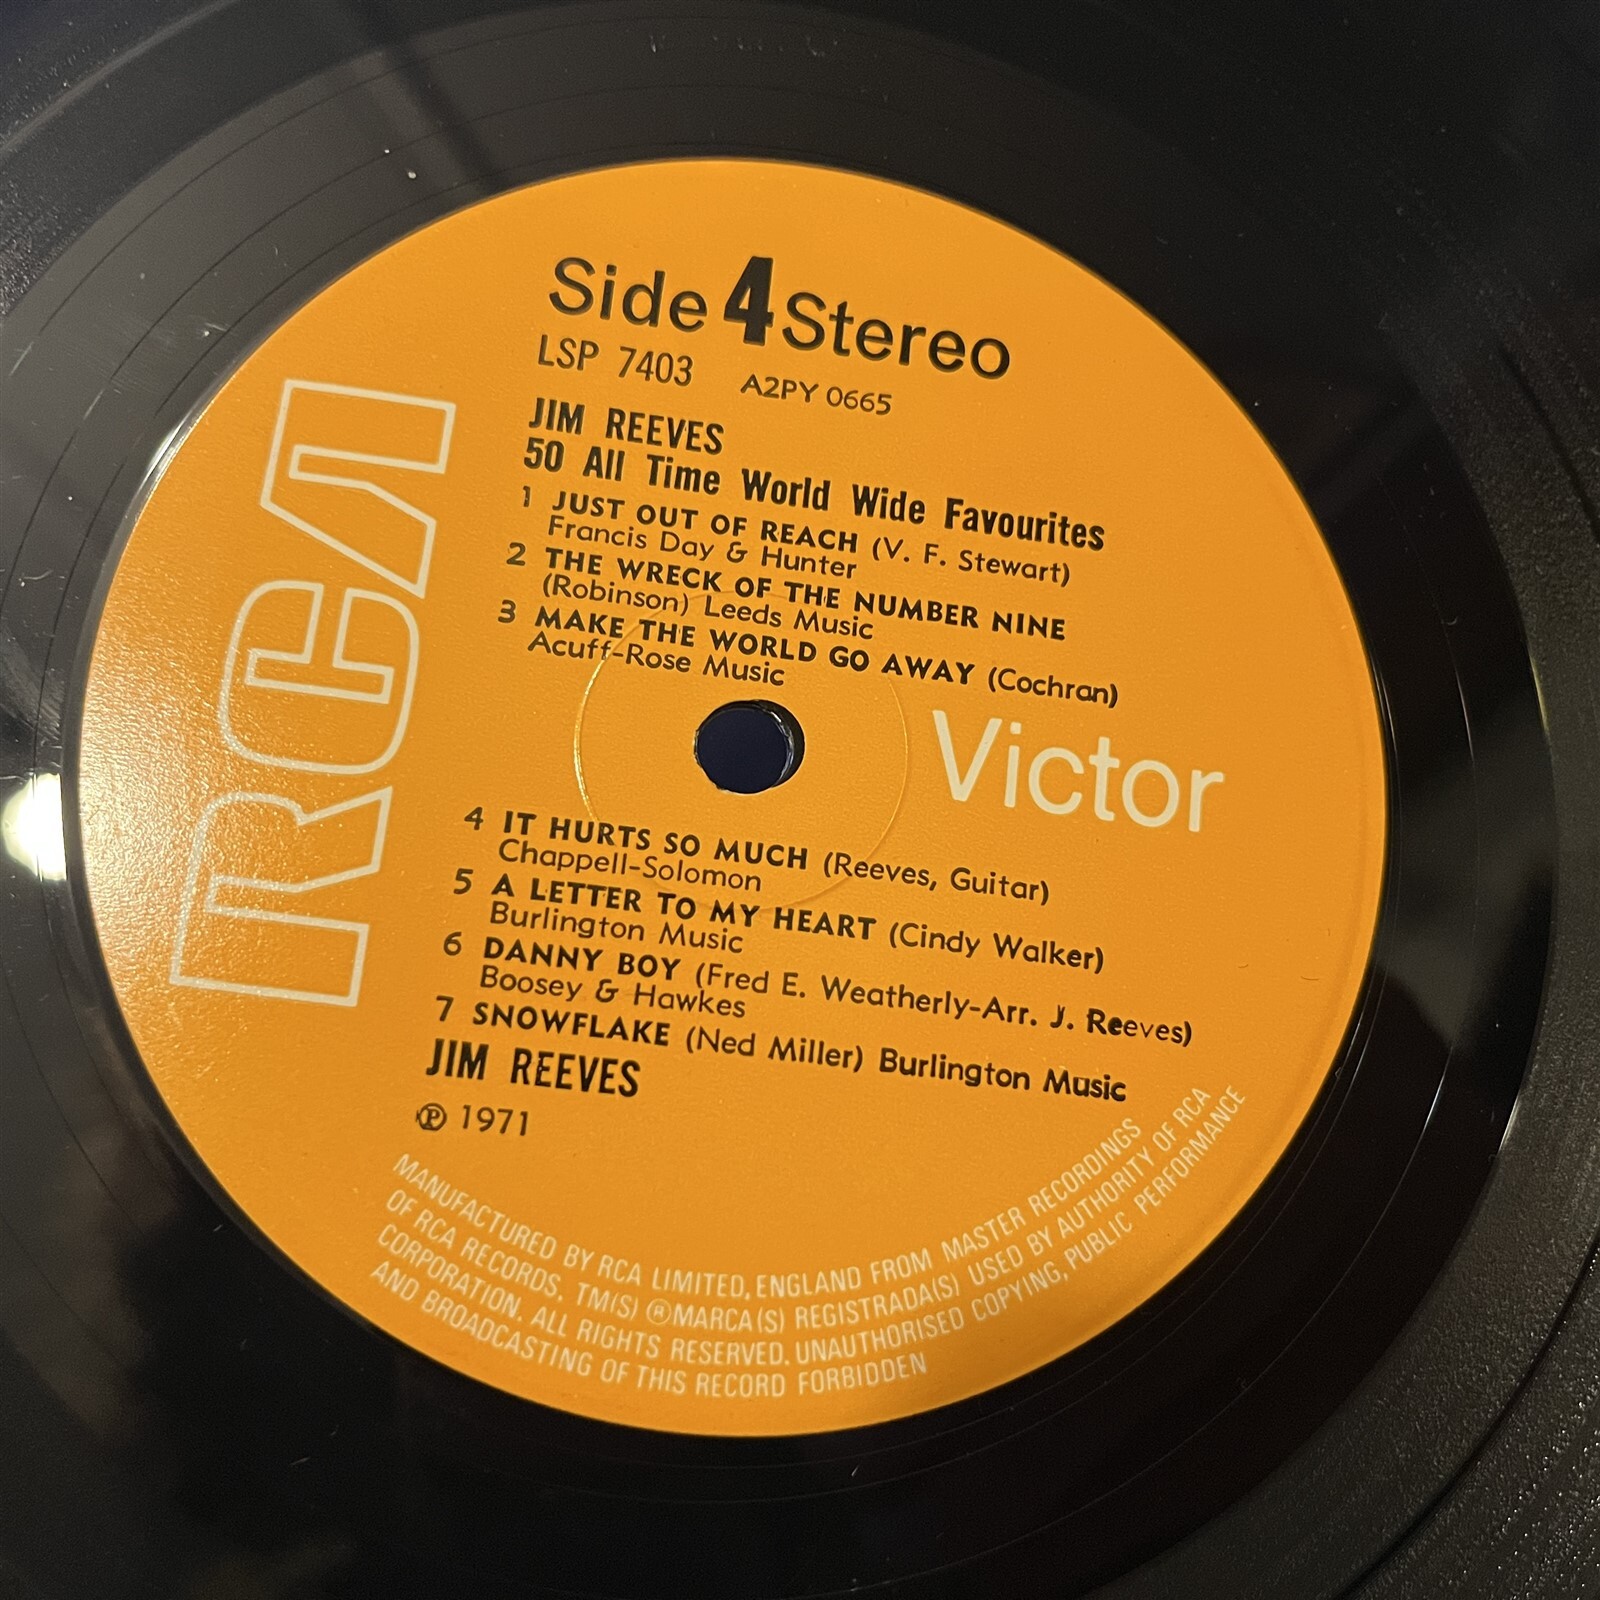 Side 4 Stereo
LSP 7403 A2PY 0665
JIM REEVES
50 All Time World Wide Favourites
1 JUST OUT OF REACH (V. F. Stewart)
Francis Day & Hunter
2 THE WRECK OF THE NUMBER NINE
(Robinson) Leeds Music
3 MAKE THE WORLD GO AWAY (Cochran)
Acuff-Rose Music
RCA
Victor
4 IT HURTS SO MUCH (Reeves, Guitar)
Chappell-Solomon
5 A LETTER TO MY HEART (Cindy Walker)
Burlington Music
6 DANNY BOY (Fred E. Weatherly-Arr. J. Reeves)
Boosey & Hawkes
7 SNOWFLAKE (Ned Miller) Burlington Music
JIM REEVES
℗ 1971
MANUFACTURED BY RCA LIMITED, ENGLAND FROM MASTER RECORDINGS
OF RCA RECORDS, TM(S) ® MARCA(S) REGISTRADA(S) USED BY AUTHORITY OF RCA
CORPORATION. ALL RIGHTS RESERVED. UNAUTHORISED COPYING, PUBLIC PERFORMANCE
AND BROADCASTING OF THIS RECORD FORBIDDEN